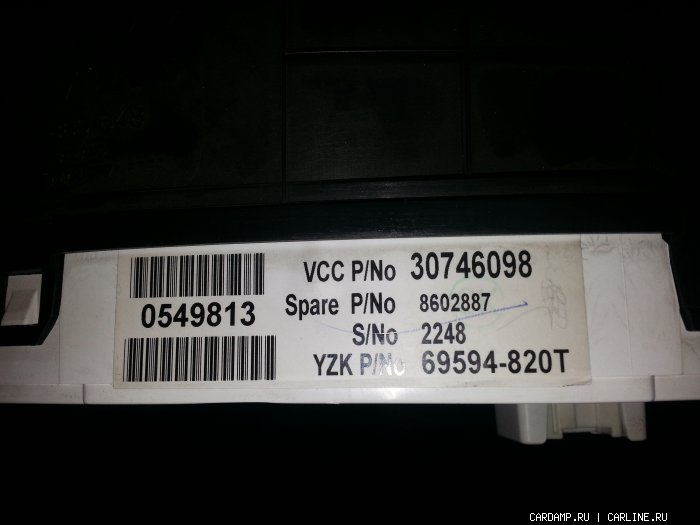 VCC P/No 30746098
0549813
Spare P/No 8602887
S/No 2248
YZK P/No 69594-820T
CARDAMP.RU | CARLINE.RU